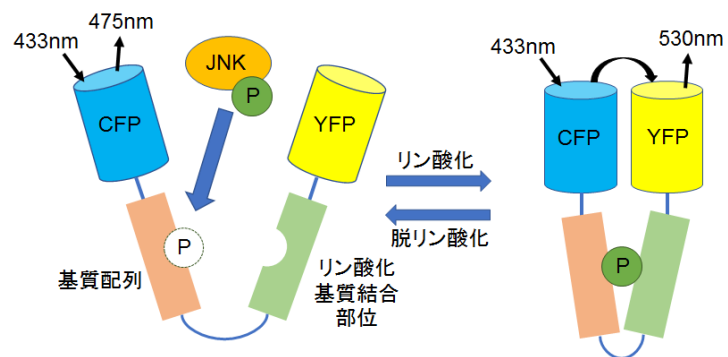 475nm
433nm
JNK
P
CFP
YFP
P
基質配列
リン酸化
基質結合
部位
リン酸化
脱リン酸化
433nm
530nm
CFP
YFP
P